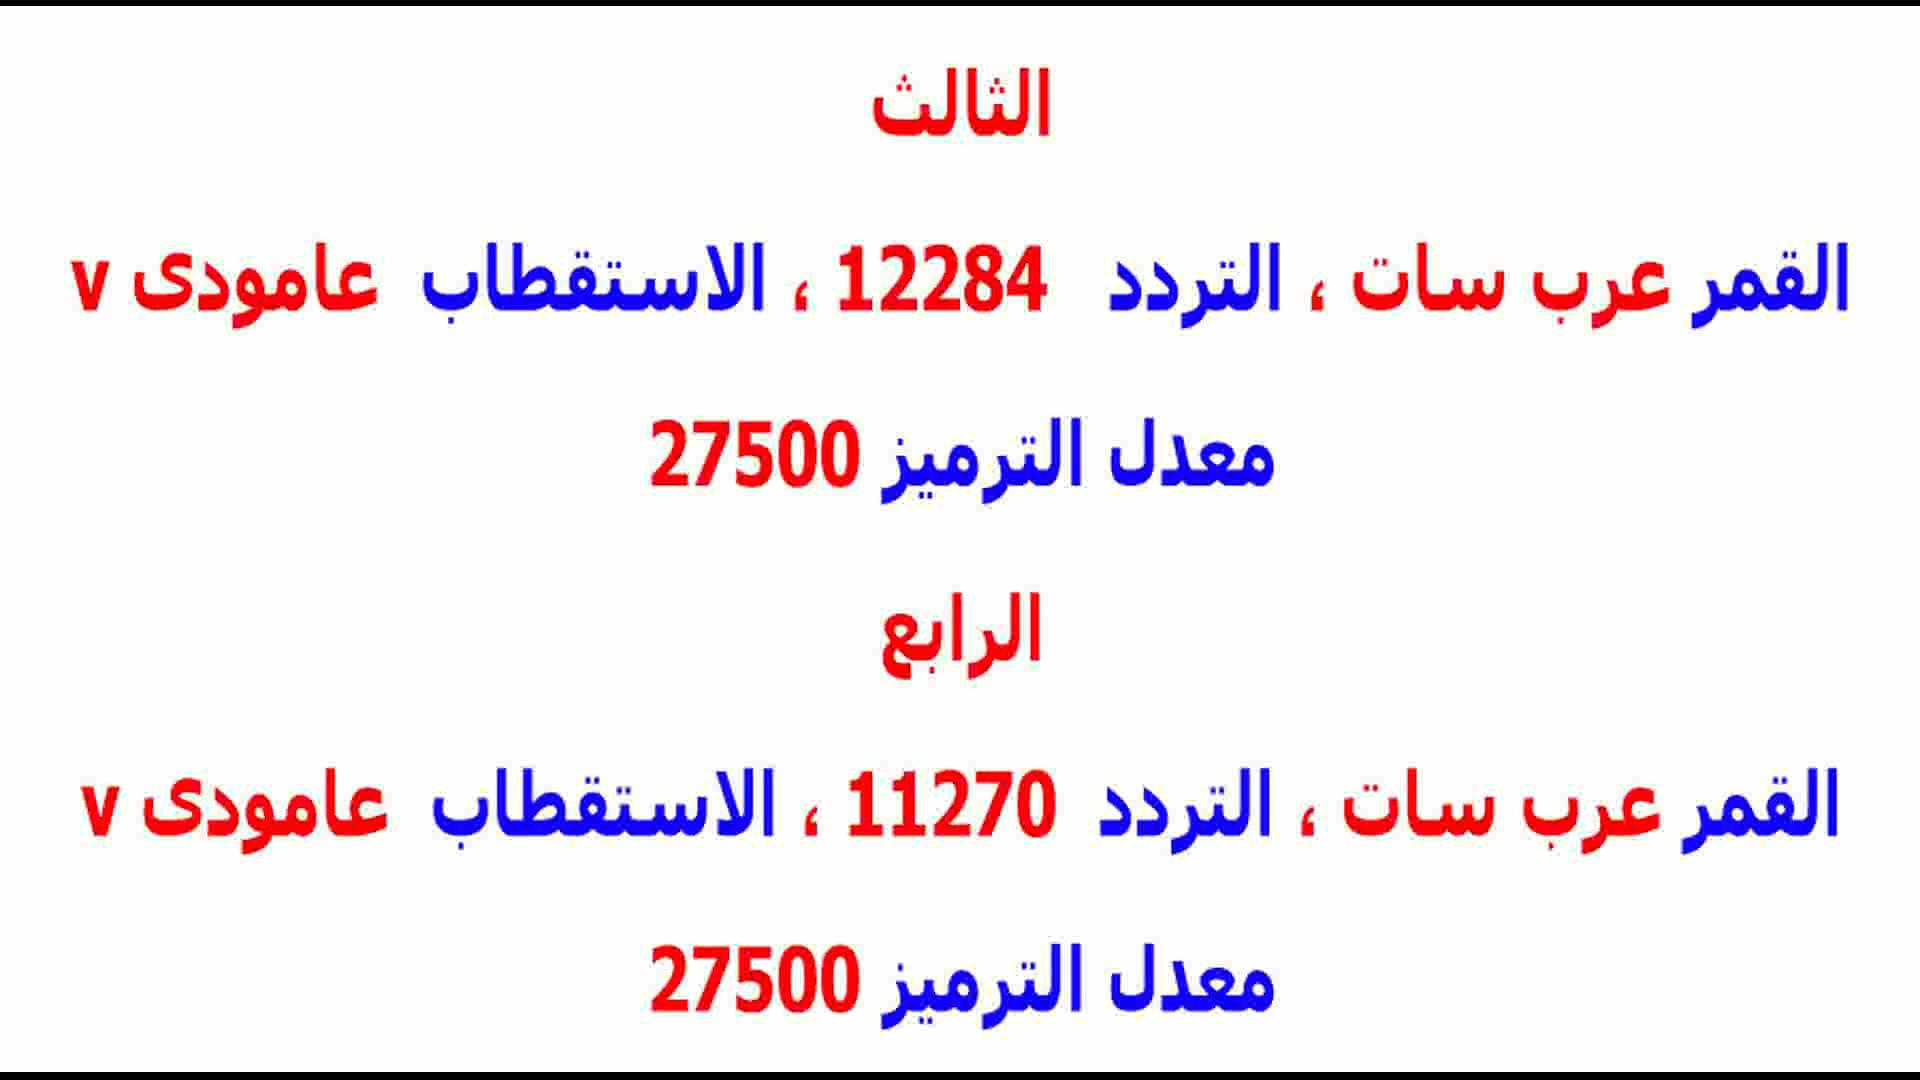 الثالث
القمر عرب سات ، التردد 12284 ، الاستقطاب عامودى v
معدل الترميز 27500
الرابع
القمر عرب سات ، التردد 11270 ، الاستقطاب عامودى v
معدل الترميز 27500